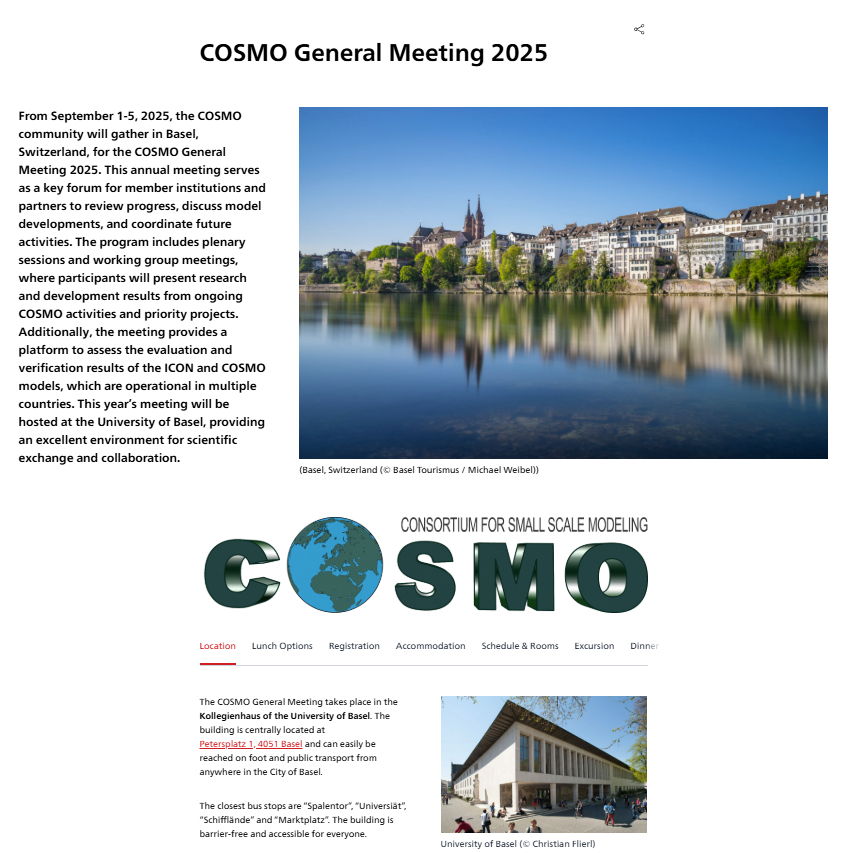 COSMO General Meeting 2025
From September 1-5, 2025, the COSMO
community will gather in Basel,
Switzerland, for the COSMO General
Meeting 2025. This annual meeting serves
as a key forum for member institutions and
partners to review progress, discuss model
developments, and coordinate future
activities. The program includes plenary
sessions and working group meetings,
where participants will present research
and development results from ongoing
COSMO activities and priority projects.
Additionally, the meeting provides a
platform to assess the evaluation and
verification results of the ICON and COSMO
models, which are operational in multiple
countries. This year's meeting will be
hosted at the University of Basel, providing
an excellent environment for scientific
exchange and collaboration.
(Basel, Switzerland (© Basel Tourismus / Michael Weibel))
CONSORTIUM FOR SMALL SCALE MODELING
COSMO
Location Lunch Options Registration Accommodation Schedule & Rooms Excursion Dinner
The COSMO General Meeting takes place in the
Kollegienhaus of the University of Basel. The
building is centrally located at
Petersplatz 1, 4051 Basel and can easily be
reached on foot and public transport from
anywhere in the City of Basel.
The closest bus stops are "Spalentor", "Universiät",
"Schifflände" and "Marktplatz". The building is
barrier-free and accessible for everyone.
University of Basel (© Christian Flierl)